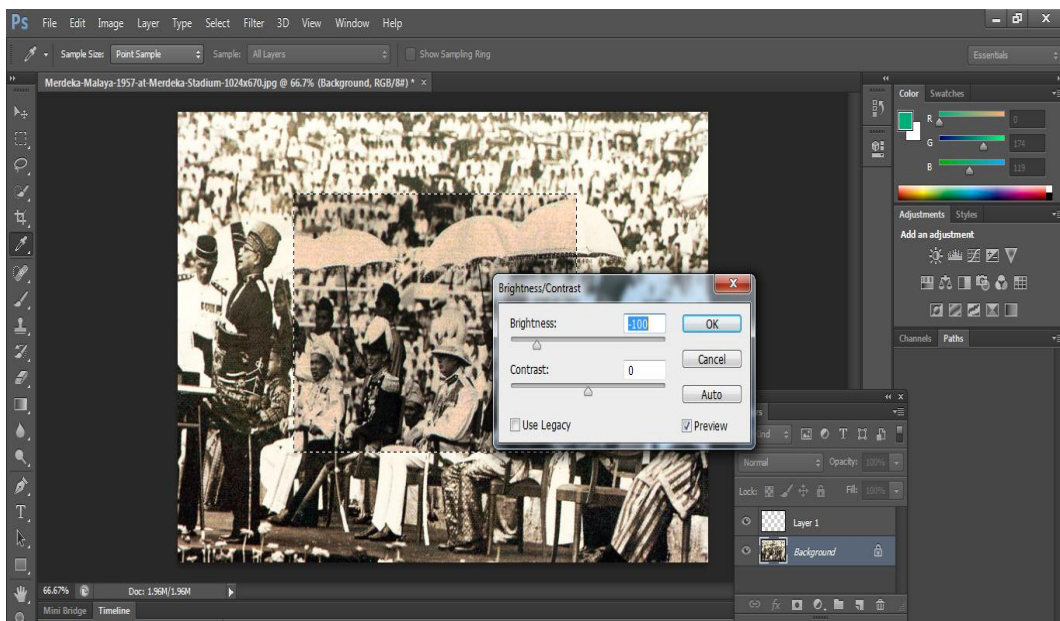 Ps File Edit Image Layer Type Select Filter 3D View Window Help
Sample Size: Point Sample Sample: All Layers Show Sampling Ring Essentials
Merdeka-Malaya-1957-at-Merdeka-Stadium-1024x670.jpg @ 66.7% (Background, RGB/8#) * ×
Color Swatches
R 0
G 174
B 119
Adjustments Styles
Add an adjustment
Channels Paths
Brightness/Contrast
Brightness: -100 OK
Cancel
Contrast: 0
Auto
Use Legacy Preview
Normal Opacity: 100%
Lock: Fill: 100%
Layer 1
Background
fx
66.67% Doc: 1.96M/1.96M
Mini Bridge Timeline